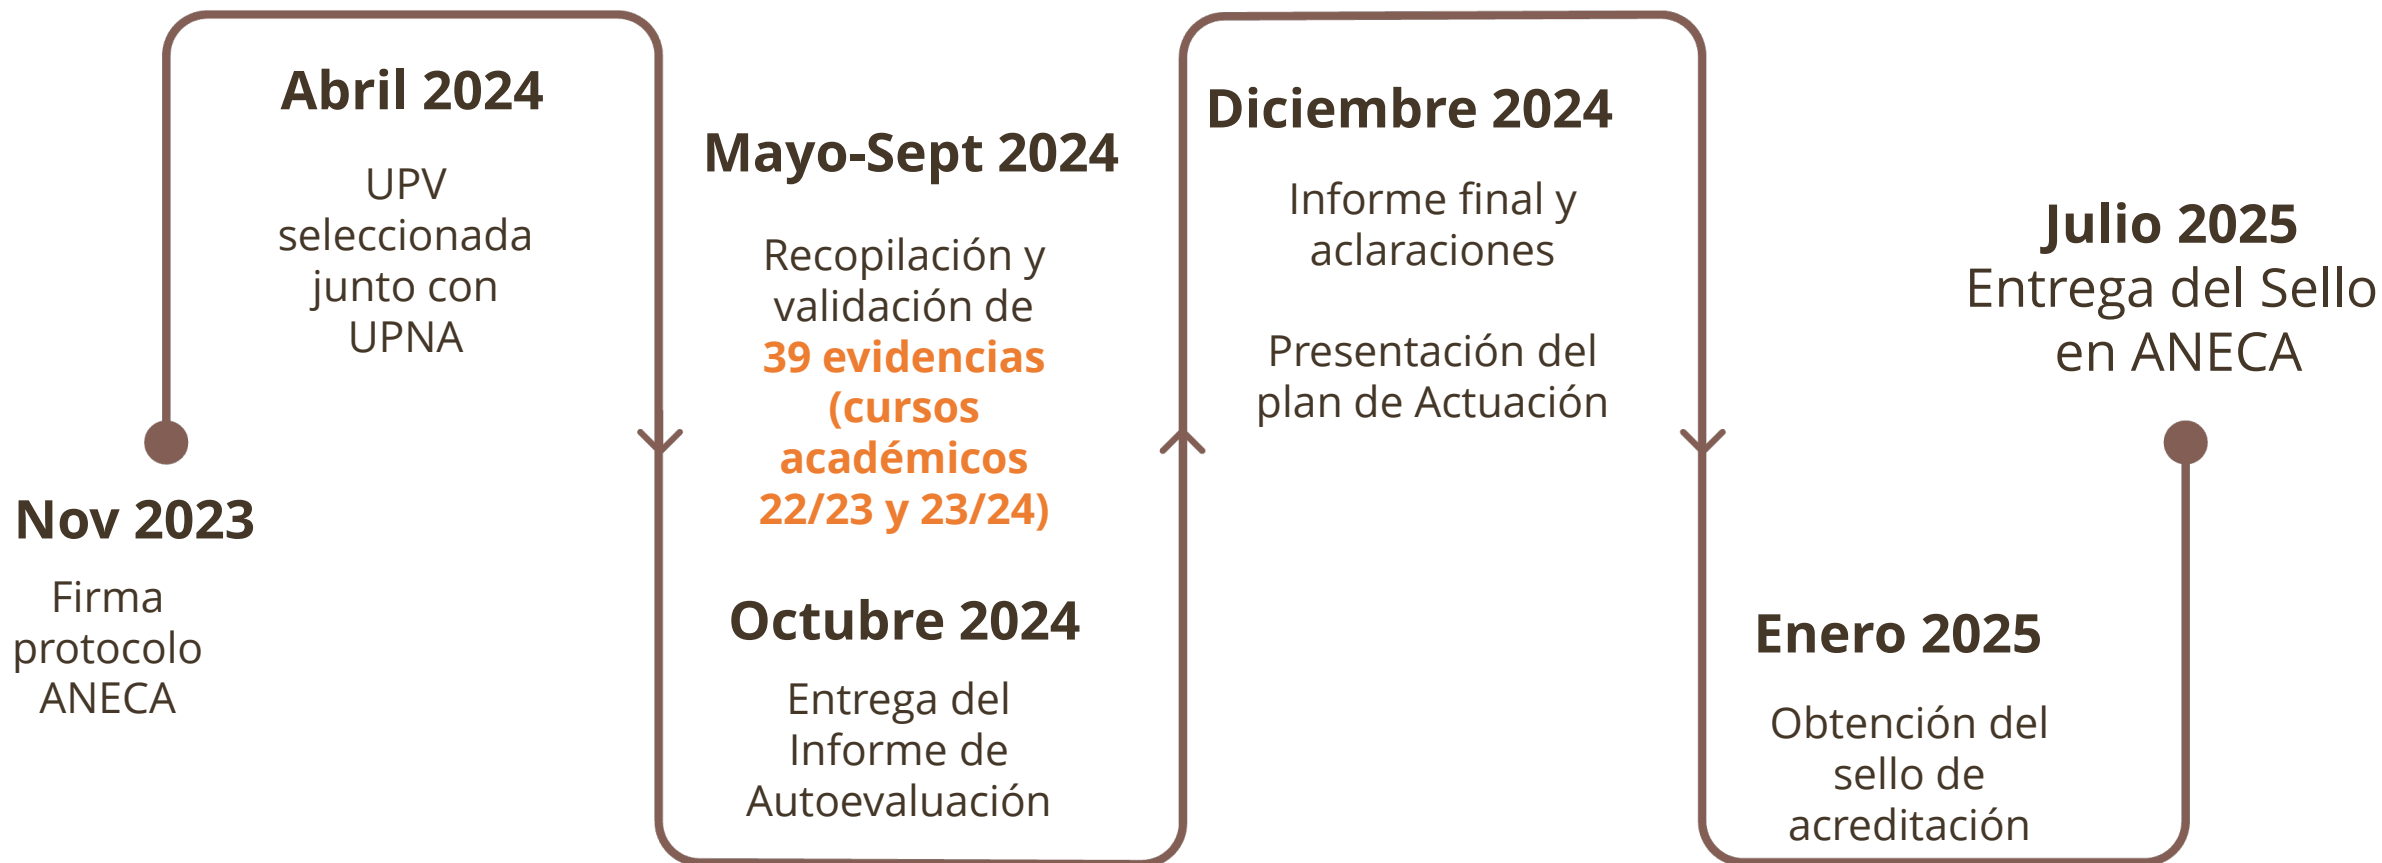 Nov 2023
Firma
protocolo
ANECA
Abril 2024
UPV
seleccionada
junto con
UPNA
Mayo-Sept 2024
Recopilación y
validación de
39 evidencias
(cursos
académicos
22/23 y 23/24)
Octubre 2024
Entrega del
Informe de
Autoevaluación
Diciembre 2024
Informe final y
aclaraciones
Presentación del
plan de Actuación
Enero 2025
Obtención del
sello de
acreditación
Julio 2025
Entrega del Sello
en ANECA